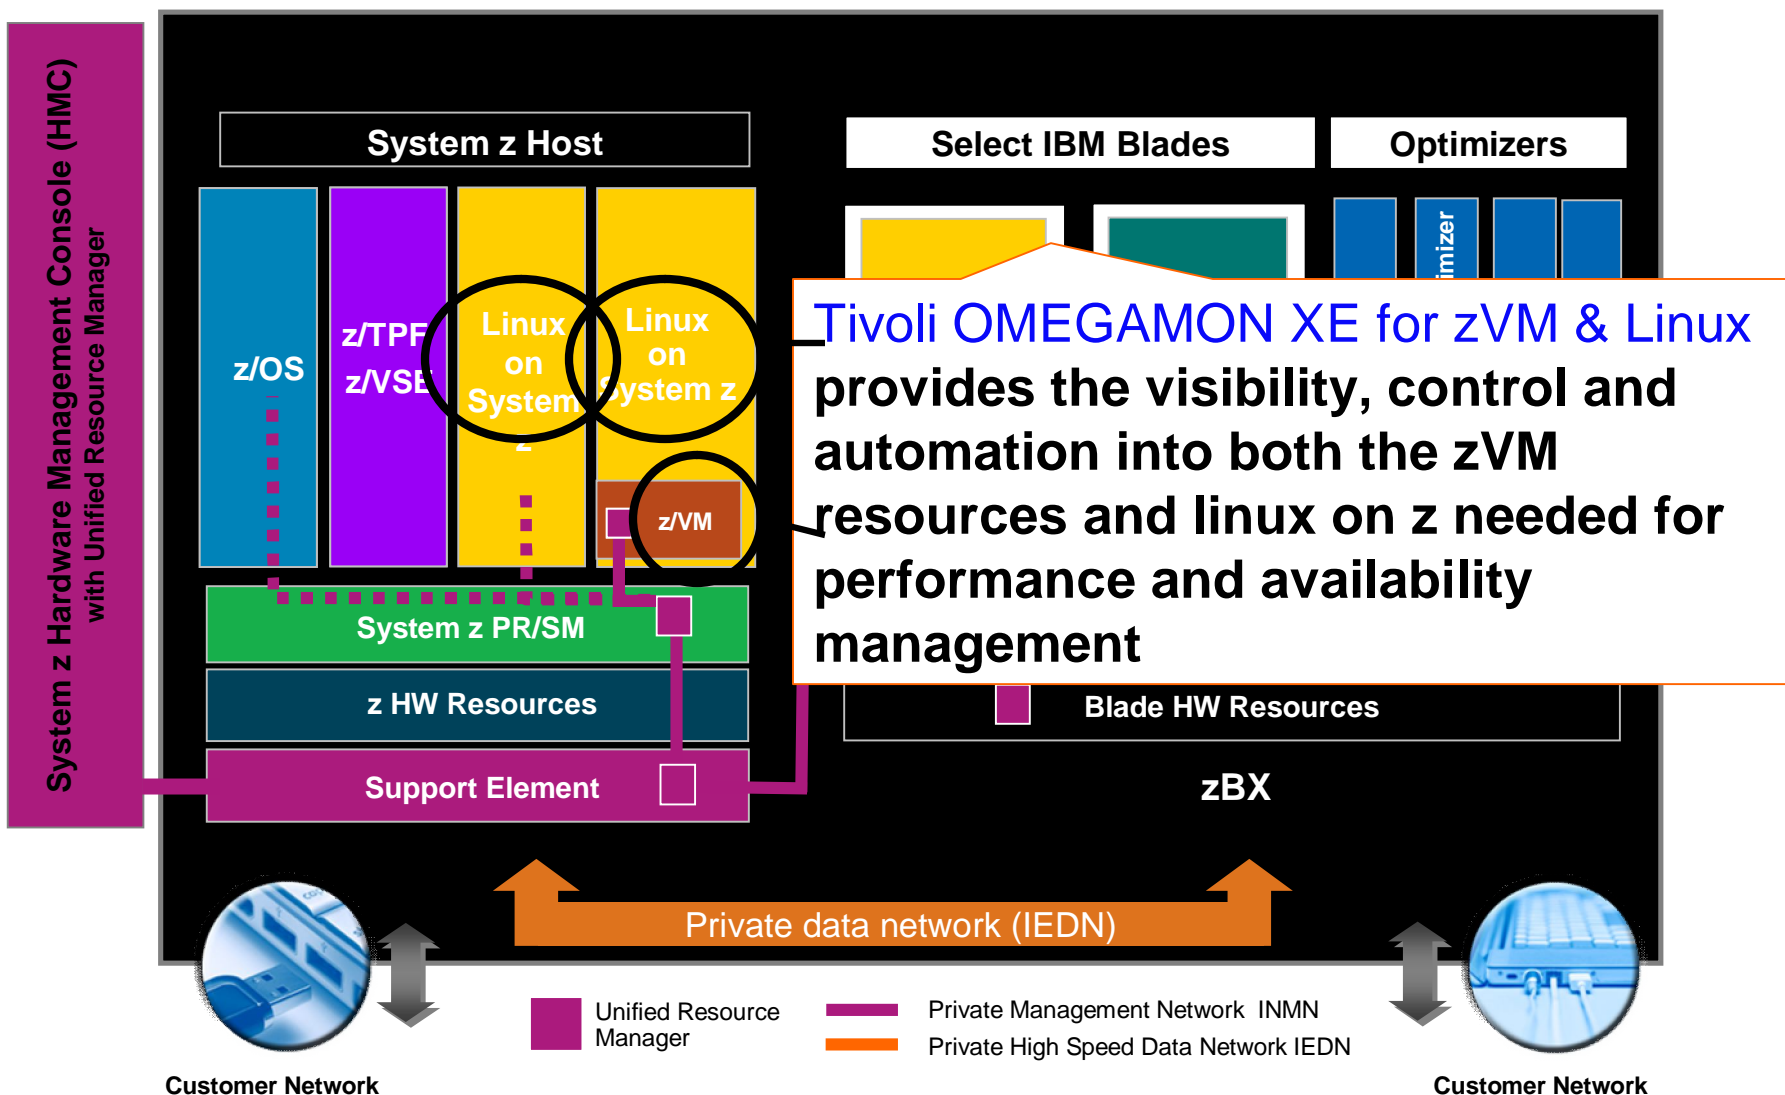 System z Hardware Management Console (HMC)
with Unified Resource Manager
System z Host
Select IBM Blades
Optimizers
z/OS
z/TPF
z/VSE
Linux
on
System
z
Linux
on
System z
z/VM
Tivoli OMEGAMON XE for zVM & Linux
provides the visibility, control and
automation into both the zVM
resources and linux on z needed for
performance and availability
management
System z PR/SM
z HW Resources
Support Element
Blade HW Resources
zBX
Private data network (IEDN)
Unified Resource
Manager
Private Management Network INMN
Private High Speed Data Network IEDN
Customer Network
Customer Network